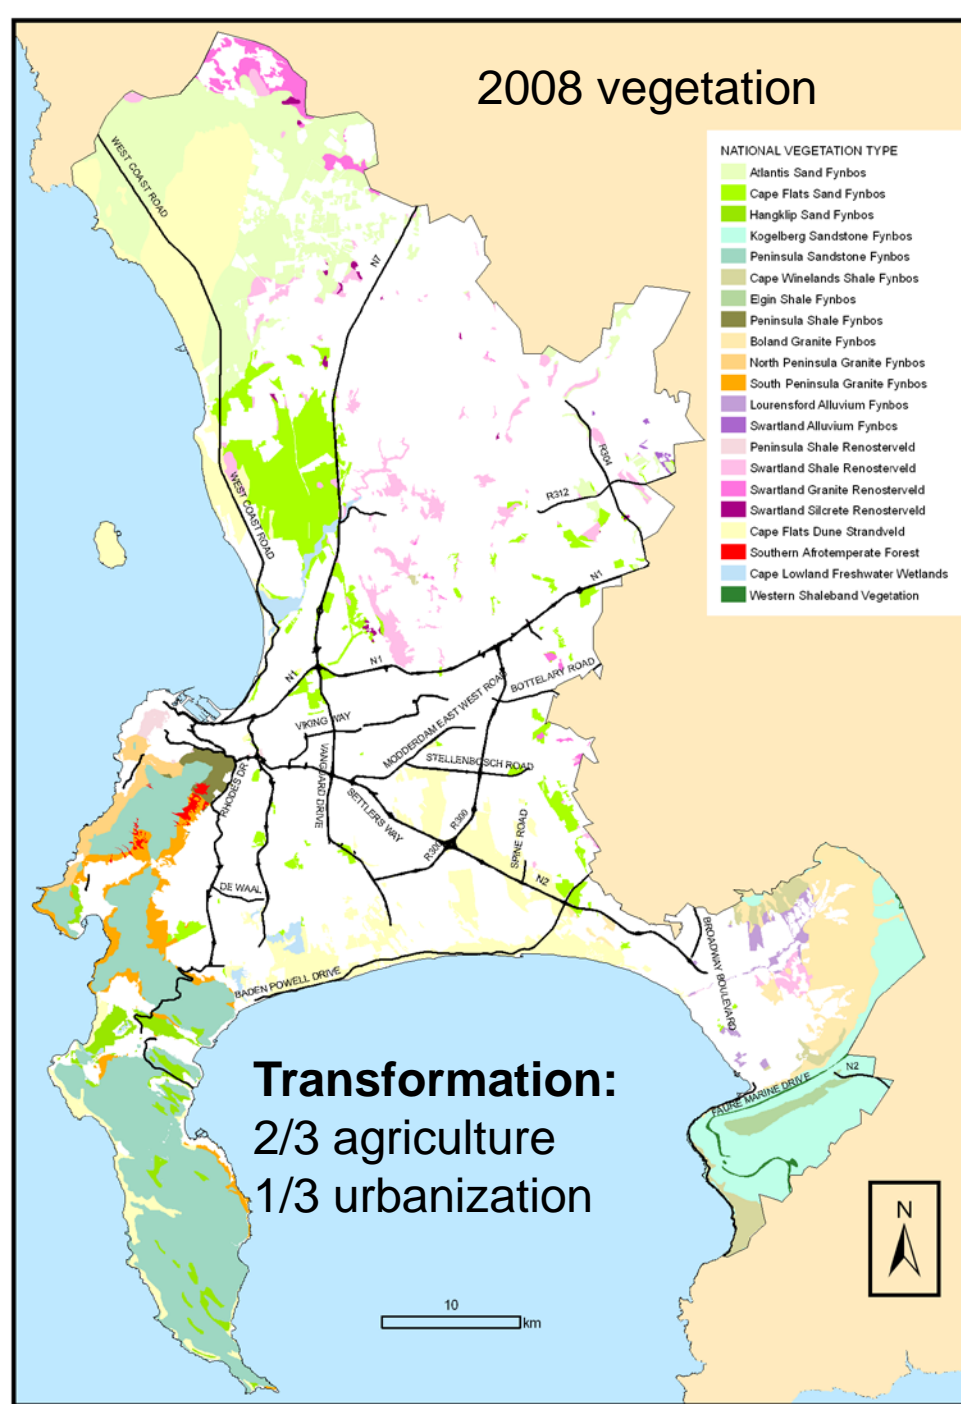 2008 vegetation
NATIONAL VEGETATION TYPE
Atlantis Sand Fynbos
Cape Flats Sand Fynbos
Hangklip Sand Fynbos
Kogelberg Sandstone Fynbos
Peninsula Sandstone Fynbos
Cape Winelands Shale Fynbos
Elgin Shale Fynbos
Peninsula Shale Fynbos
Boland Granite Fynbos
North Peninsula Granite Fynbos
South Peninsula Granite Fynbos
Lourensford Alluvium Fynbos
Swartland Alluvium Fynbos
Peninsula Shale Renosterveld
Swartland Shale Renosterveld
Swartland Granite Renosterveld
Swartland Silcrete Renosterveld
Cape Flats Dune Strandveld
Southern Afrotemperate Forest
Cape Lowland Freshwater Wetlands
Western Shaleband Vegetation
WEST COAST ROAD
N7
R304
R312
WEST COAST ROAD
N1
N1
N1
BOTTELARY ROAD
MODDERDAM EAST WEST ROAD
VIKING WAY
VANGUARD DRIVE
STELLENBOSCH ROAD
RHODES DR
SETTLERS WAY
R300
R300
SPINE ROAD
N2
DE WAAL
BROADWAY BOULEVARD
BADEN POWELL DRIVE
FAURE MARINE DRIVE
N2
Transformation:
2/3 agriculture
1/3 urbanization
N
10
km